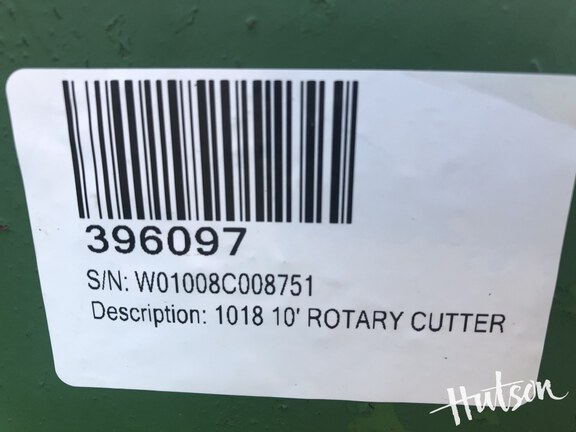 396097
S/N: W01008C008751
Description: 1018 10' ROTARY CUTTER
Hutson